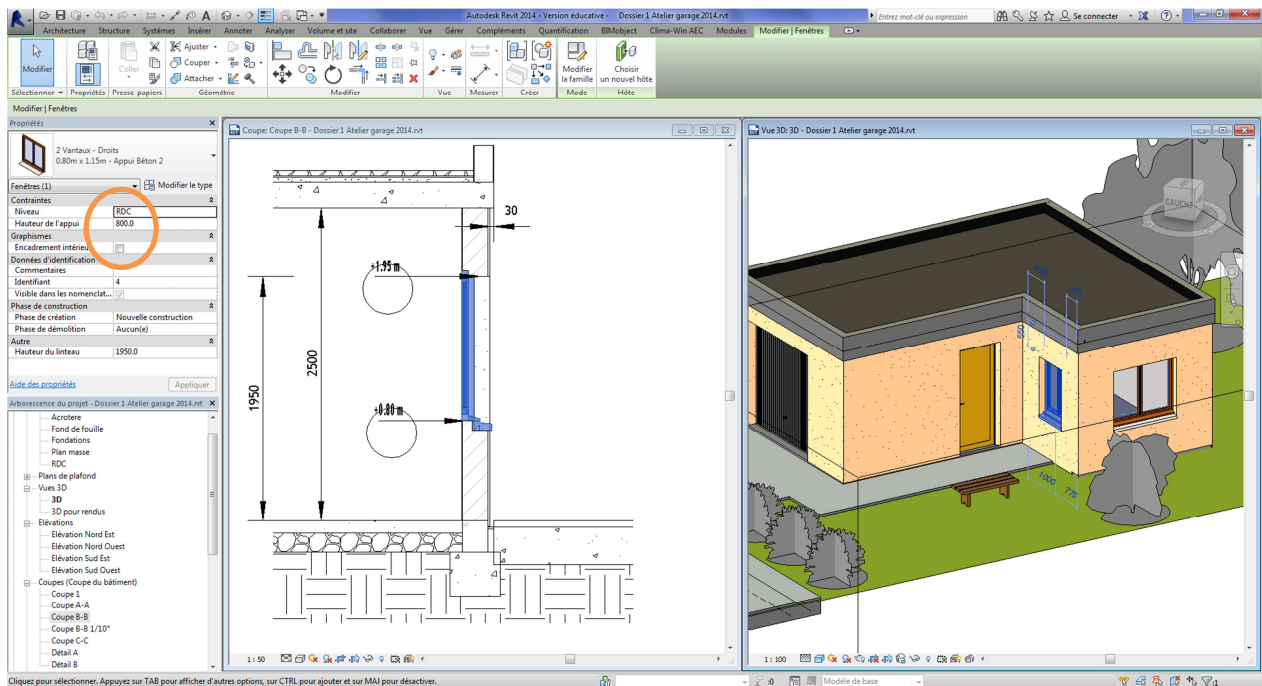 Autodesk Revit 2014 - Version éducative - Dossier 1 Atelier garage 2014.rvt
Entrez mot-clé ou expression
Se connecter
Architecture Structure Systèmes Insérer Annoter Analyser Volume et site Collaborer Vue Gérer Compléments Quantification BIMobject Clima-Win AEC Modules Modifier | Fenêtres
Modifier
Coller
Ajuster
Couper
Attacher
Modifier la famille
Choisir un nouvel hôte
Sélectionner Propriétés Presse papiers Géométrie Modifier Vue Mesurer Créer Mode Hôte
Modifier | Fenêtres
Propriétés
2 Vantaux - Droits
0.80m x 1.15m - Appui Béton 2
Fenêtres (1) Modifier le type
Contraintes
Niveau RDC
Hauteur de l'appui 800.0
Graphismes
Encadrement intérieu
Données d'identification
Commentaires
Identifiant 4
Visible dans les nomenclat...
Phase de construction
Phase de création Nouvelle construction
Phase de démolition Aucun(e)
Autre
Hauteur du linteau 1950.0
Aide des propriétés Appliquer
Arborescence du projet - Dossier 1 Atelier garage 2014.rvt
Acrotere
Fond de fouille
Fondations
Plan masse
RDC
Plans de plafond
Vues 3D
3D
3D pour rendus
Elévations
Elévation Nord Est
Elévation Nord Ouest
Elévation Sud Est
Elévation Sud Ouest
Coupes (Coupe du bâtiment)
Coupe 1
Coupe A-A
Coupe B-B
Coupe B-B 1/10°
Coupe C-C
Détail A
Détail B
Coupe: Coupe B-B - Dossier 1 Atelier garage 2014.rvt
30
+1.95 m
2500
1950
+0.80 m
1 : 50
Vue 3D: 3D - Dossier 1 Atelier garage 2014.rvt
GAUCHE
550
1000
775
1 : 100
Cliquez pour sélectionner. Appuyez sur TAB pour afficher d'autres options, sur CTRL pour ajouter et sur MAJ pour désactiver.
:0
Modèle de base
:1